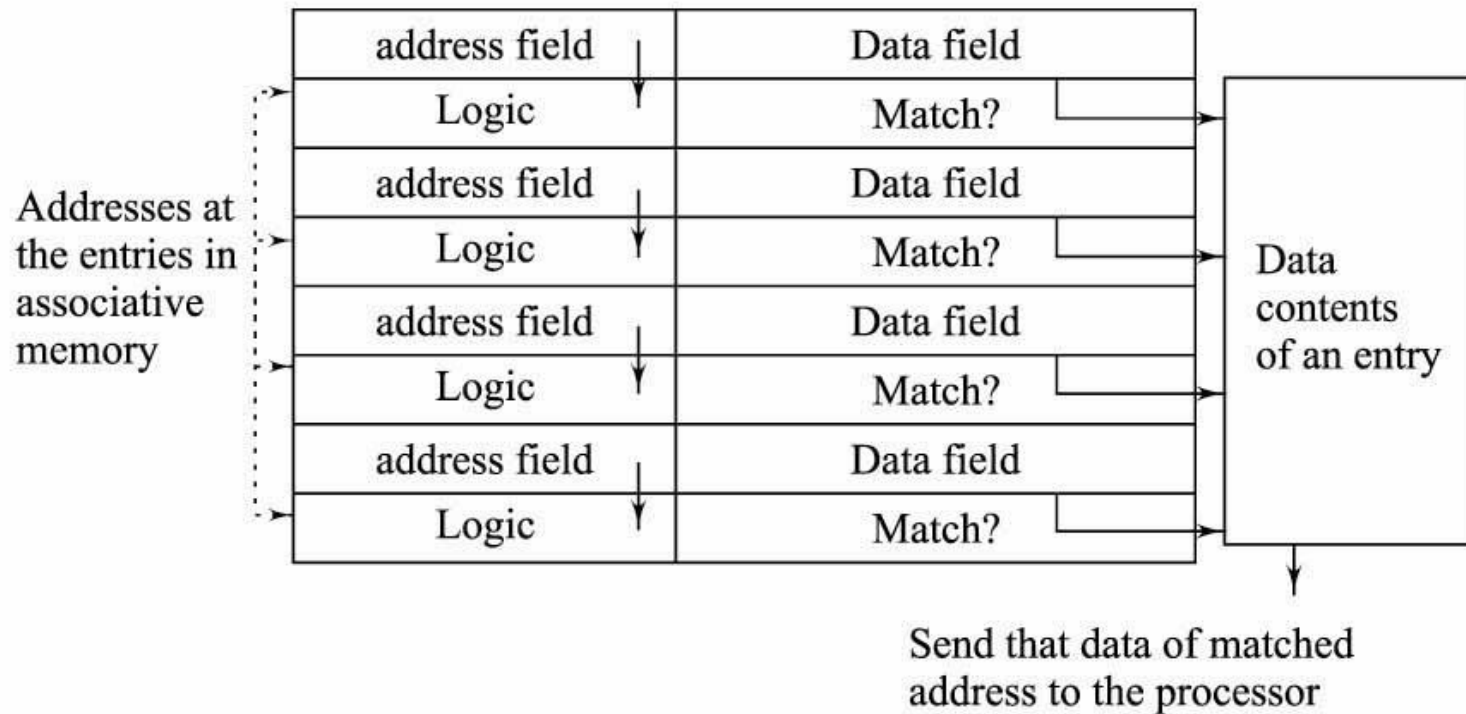 address field Data field
Logic Match?
address field Data field
Logic Match?
address field Data field
Logic Match?
address field Data field
Logic Match?
Addresses at
the entries in
associative
memory
Data
contents
of an entry
Send that data of matched
address to the processor